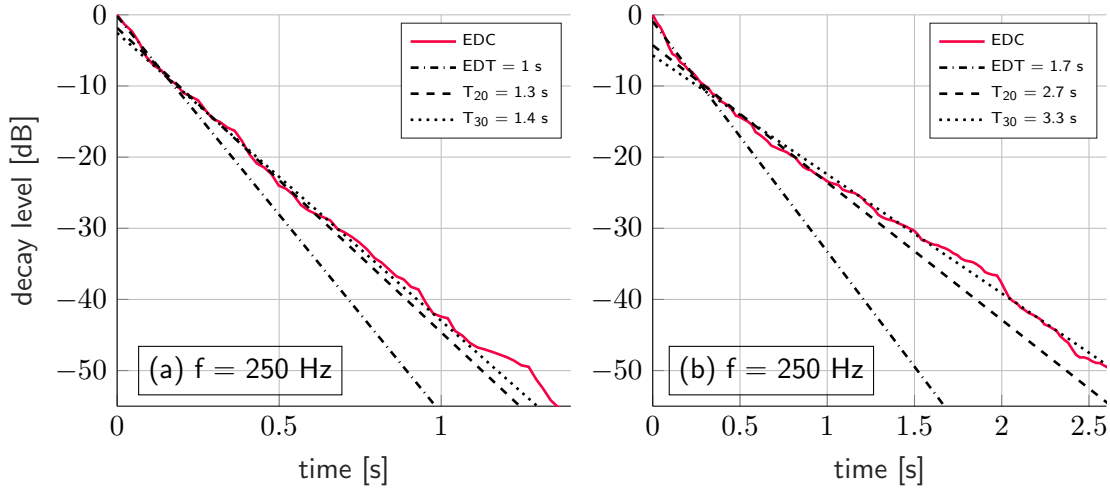 0
−10
−20
−30
−40
−50
decay level [dB]
EDC
EDT = 1 s
T20 = 1.3 s
T30 = 1.4 s
(a) f = 250 Hz
0
0.5
1
time [s]
0
−10
−20
−30
−40
−50
EDC
EDT = 1.7 s
T20 = 2.7 s
T30 = 3.3 s
(b) f = 250 Hz
0
0.5
1
1.5
2
2.5
time [s]